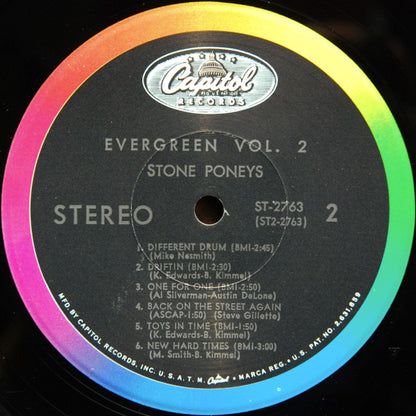 Capitol
RECORDS
EVERGREEN VOL. 2
STONE PONEYS
STEREO
ST-2763
(ST2-2763)
2
1. DIFFERENT DRUM (BMI-2:45)
(Mike Nesmith)
2. DRIFTIN (BMI-2:30)
(K. Edwards-B. Kimmel)
3. ONE FOR ONE (BMI-2:50)
(Al Silverman-Austin DeLone)
4. BACK ON THE STREET AGAIN
(ASCAP-1:50) (Steve Gillette)
5. TOYS IN TIME (BMI-1:50)
(K. Edwards-B. Kimmel)
6. NEW HARD TIMES (BMI-3:00)
(M. Smith-B. Kimmel)
MFD. BY CAPITOL RECORDS, INC. U.S.A. T.M. Capitol MARCA REG. U.S. PAT. NO. 2,631,859